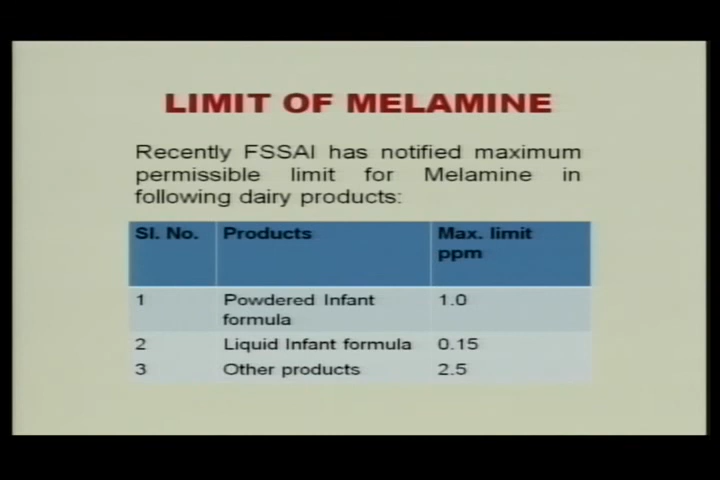 LIMIT OF MELAMINE
Recently FSSAI has notified maximum
permissible limit for Melamine in
following dairy products:
Sl. No. Products Max. limit
ppm
1 Powdered Infant 1.0
formula
2 Liquid Infant formula 0.15
3 Other products 2.5